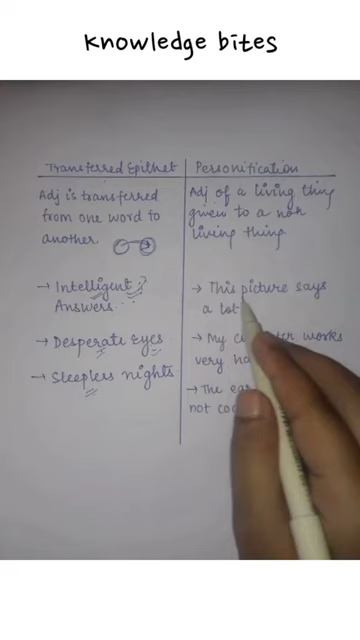 knowledge bites
Transferred Epithet
Adj is transferred
from one word to
another
→ Intelligent ?
Answers...
→ Desperate Eyes
→ Sleepless nights
Personification
Adj of a living thing
given to a non
living thing
→ This picture says
a lot
→ My works
very
→ The
not